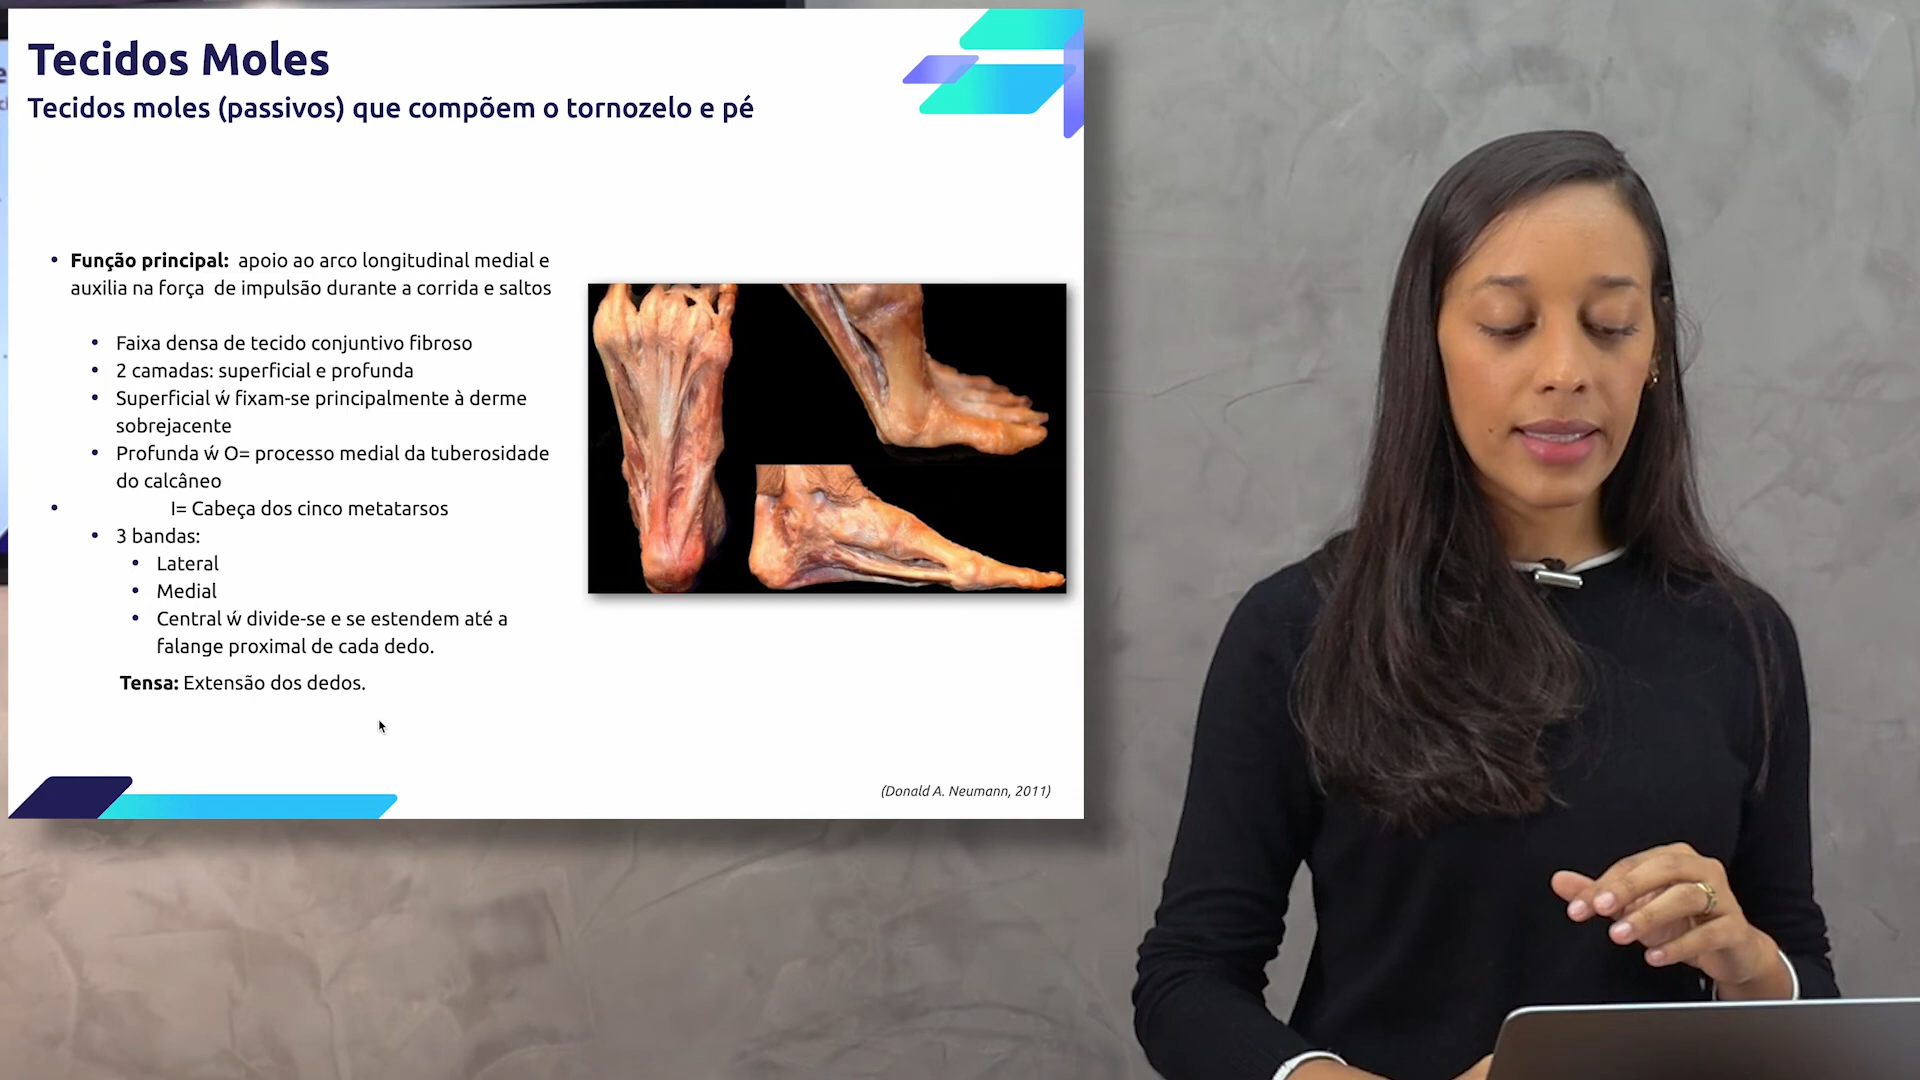 Tecidos Moles
Tecidos moles (passivos) que compõem o tornozelo e pé
• Função principal: apoio ao arco longitudinal medial e
auxilia na força de impulsão durante a corrida e saltos
• Faixa densa de tecido conjuntivo fibroso
• 2 camadas: superficial e profunda
• Superficial ẃ fixam-se principalmente à derme
sobrejacente
• Profunda ẃ O= processo medial da tuberosidade
do calcâneo
• I= Cabeça dos cinco metatarsos
• 3 bandas:
• Lateral
• Medial
• Central ẃ divide-se e se estendem até a
falange proximal de cada dedo.
Tensa: Extensão dos dedos.
(Donald A. Neumann, 2011)